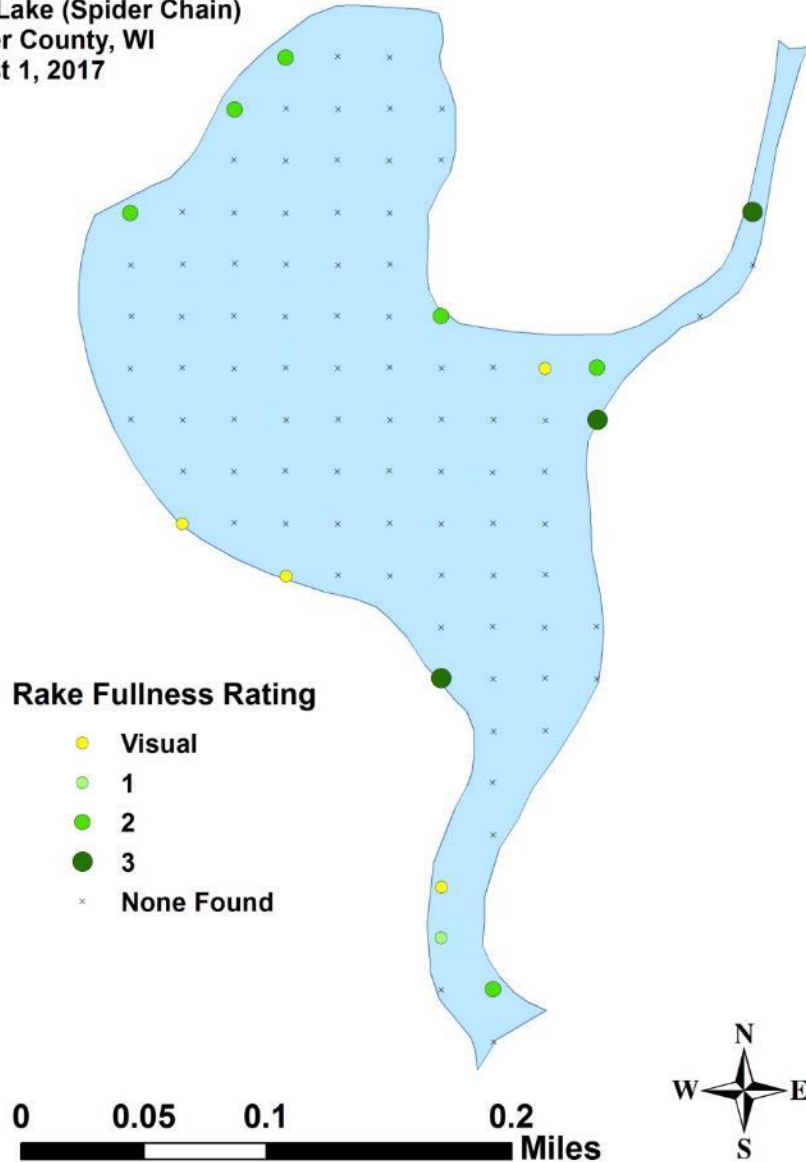 Lake (Spider Chain)
er County, WI
t 1, 2017
Rake Fullness Rating
Visual
1
2
3
None Found
N
W E
S
0 0.05 0.1 0.2
Miles